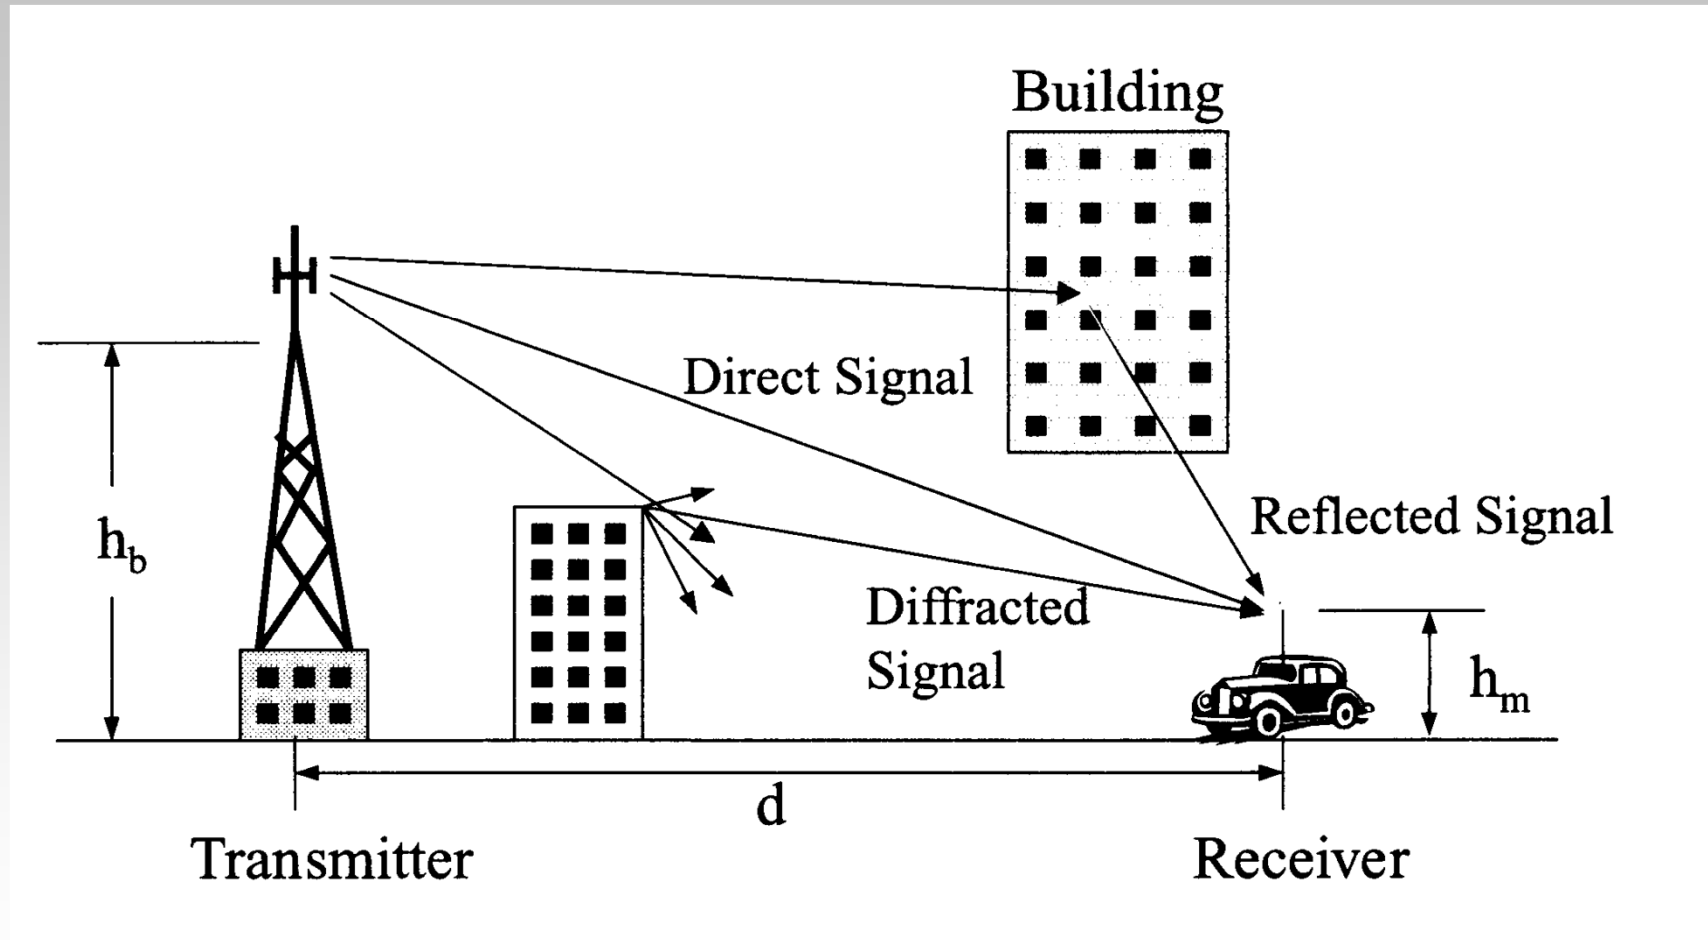 Building
Direct Signal
Reflected Signal
h_b
Diffracted
Signal
h_m
d
Transmitter
Receiver